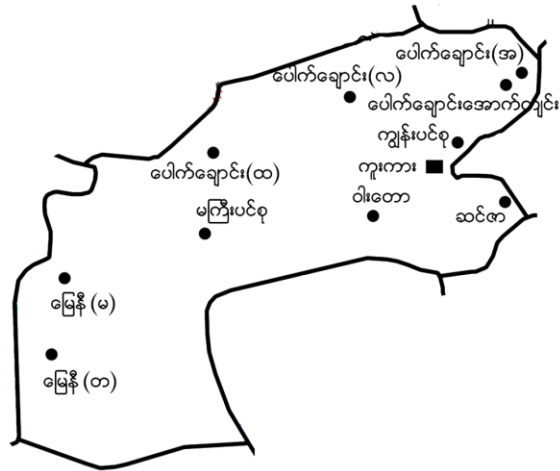 ပေါက်ချောင်း(အ)
ပေါက်ချောင်း(လ)
ပေါက်ချောင်းအောက်ကျင်း
ကျွန်းပင်စု
ပေါက်ချောင်း(ထ)
ကူးကား
မကြီးပင်စု
ဝါးတော
ဆင်ဇာ
မြေနီ(မ)
မြေနီ(တ)